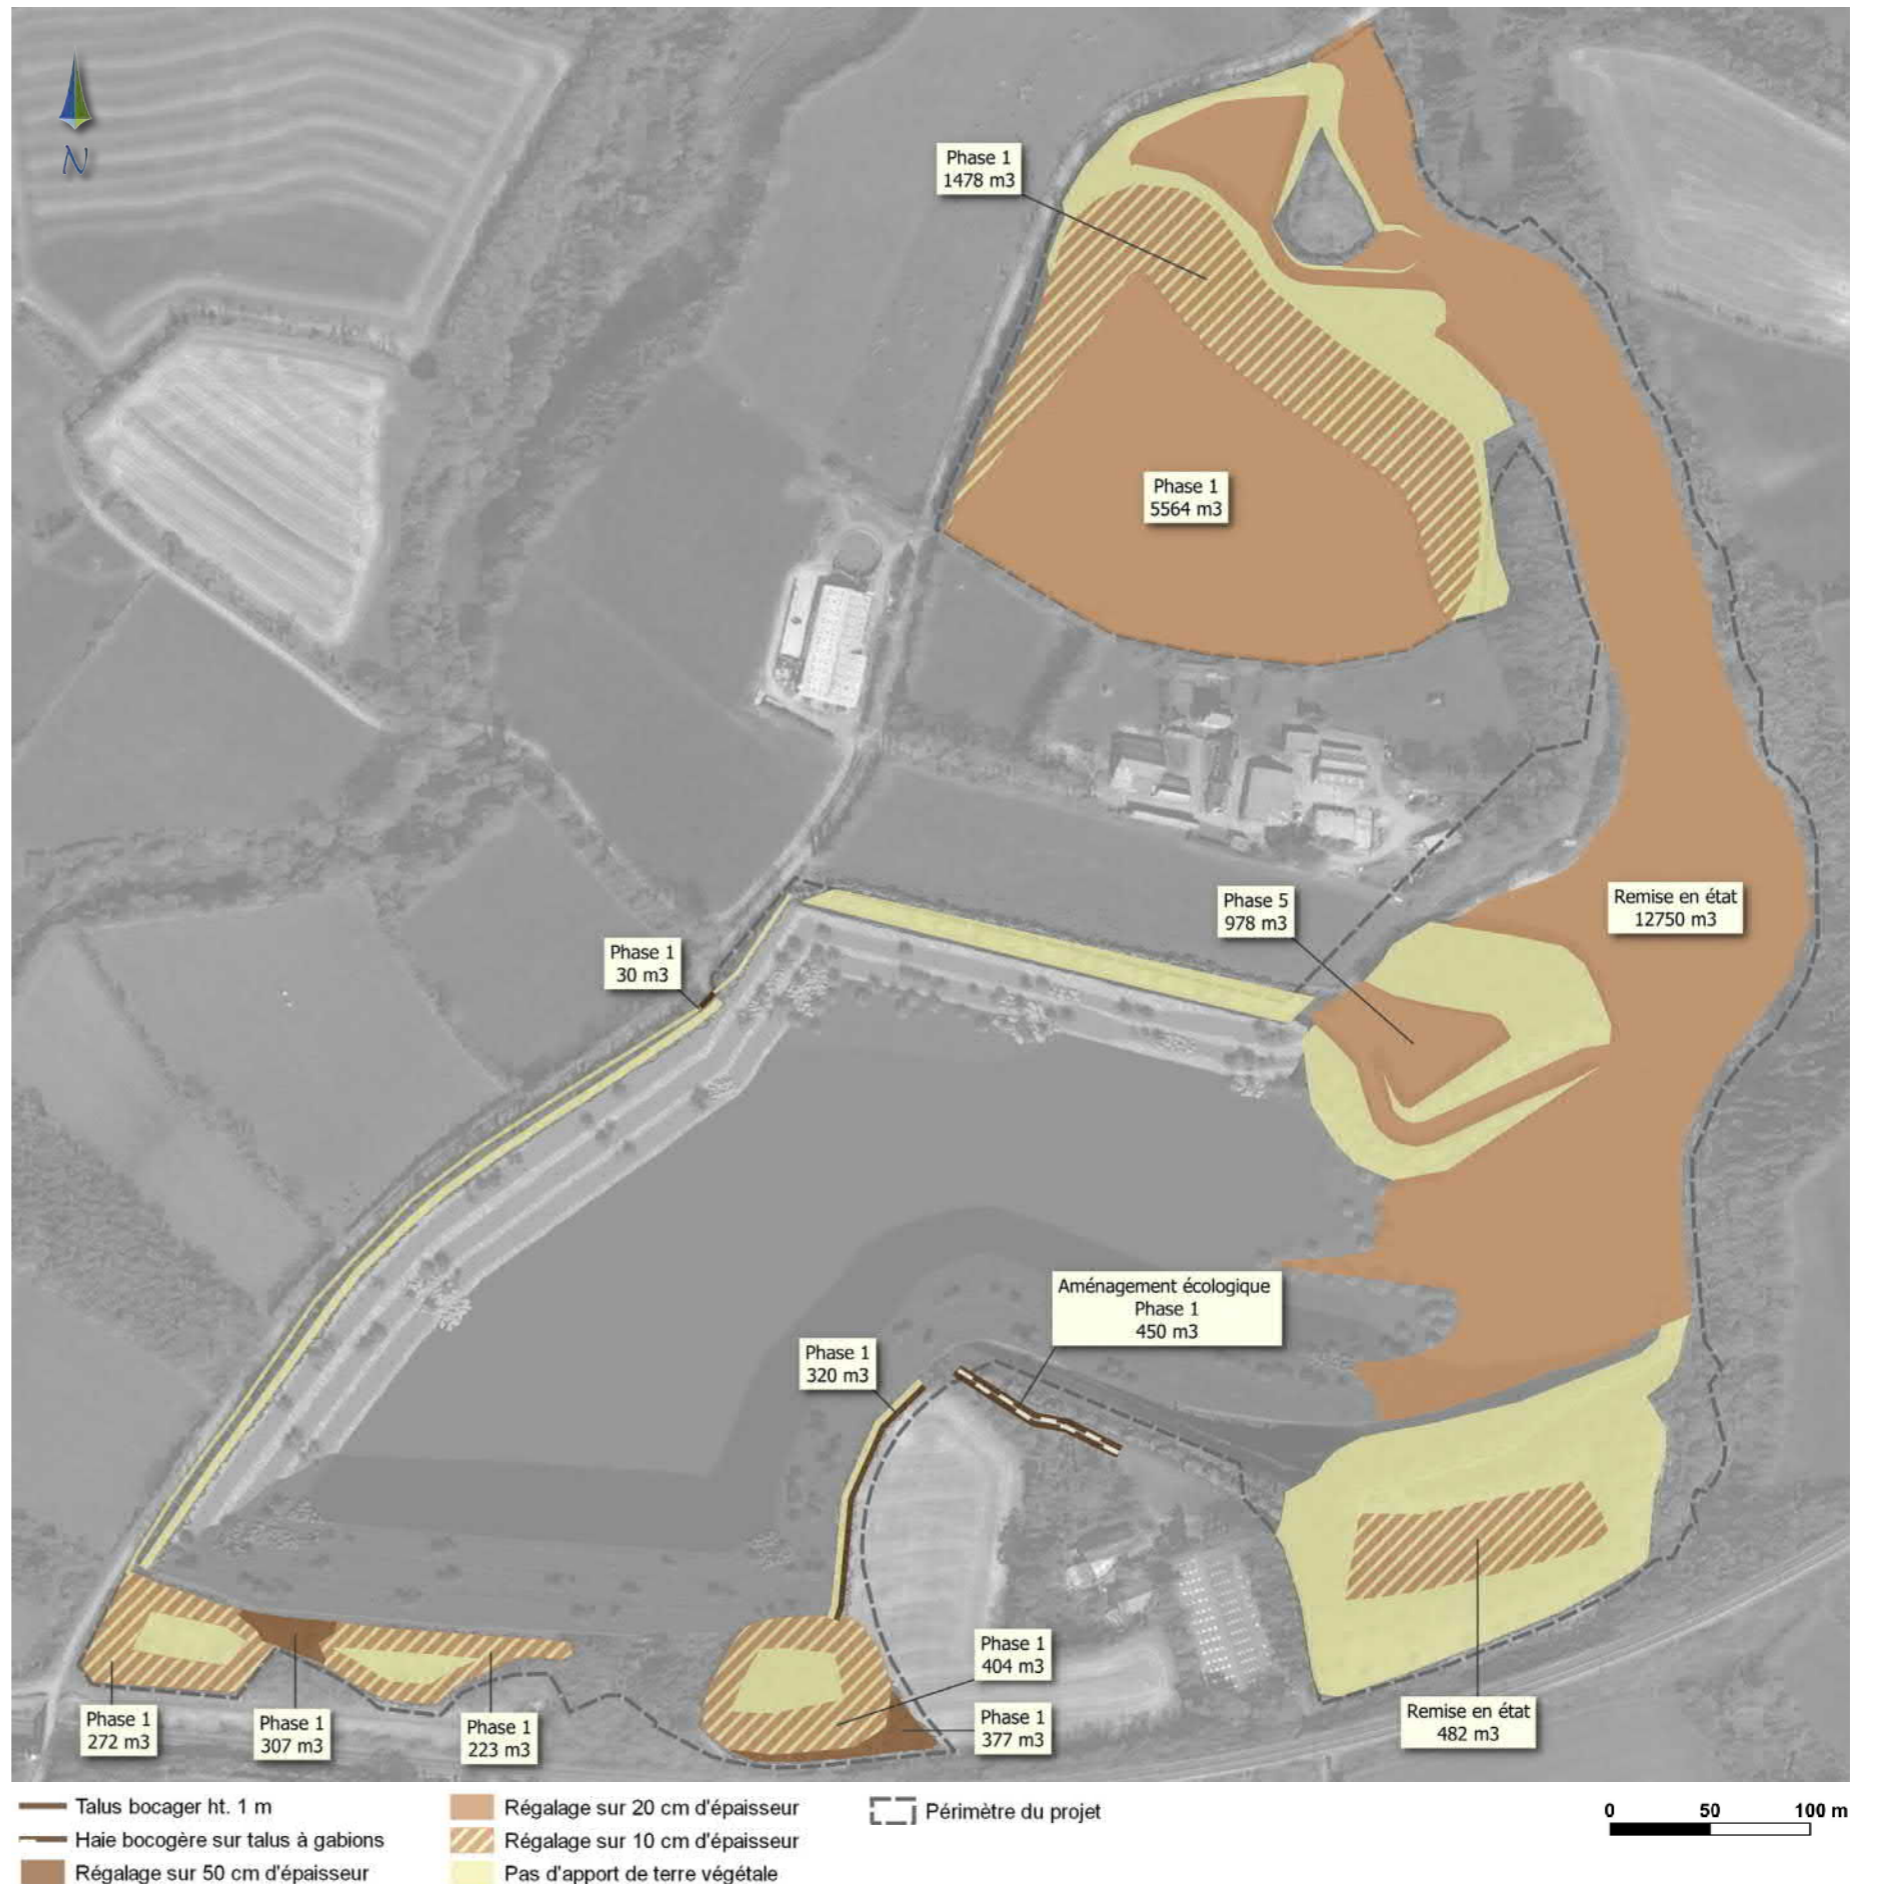 N
Phase 1
1478 m3
Phase 1
5564 m3
Phase 5
978 m3
Remise en état
12750 m3
Phase 1
30 m3
Aménagement écologique
Phase 1
450 m3
Phase 1
320 m3
Phase 1
404 m3
Phase 1
377 m3
Remise en état
482 m3
Phase 1
272 m3
Phase 1
307 m3
Phase 1
223 m3
Talus bocager ht. 1 m
Haie bocogère sur talus à gabions
Régalage sur 50 cm d'épaisseur
Régalage sur 20 cm d'épaisseur
Régalage sur 10 cm d'épaisseur
Pas d'apport de terre végétale
Périmètre du projet
0 50 100 m